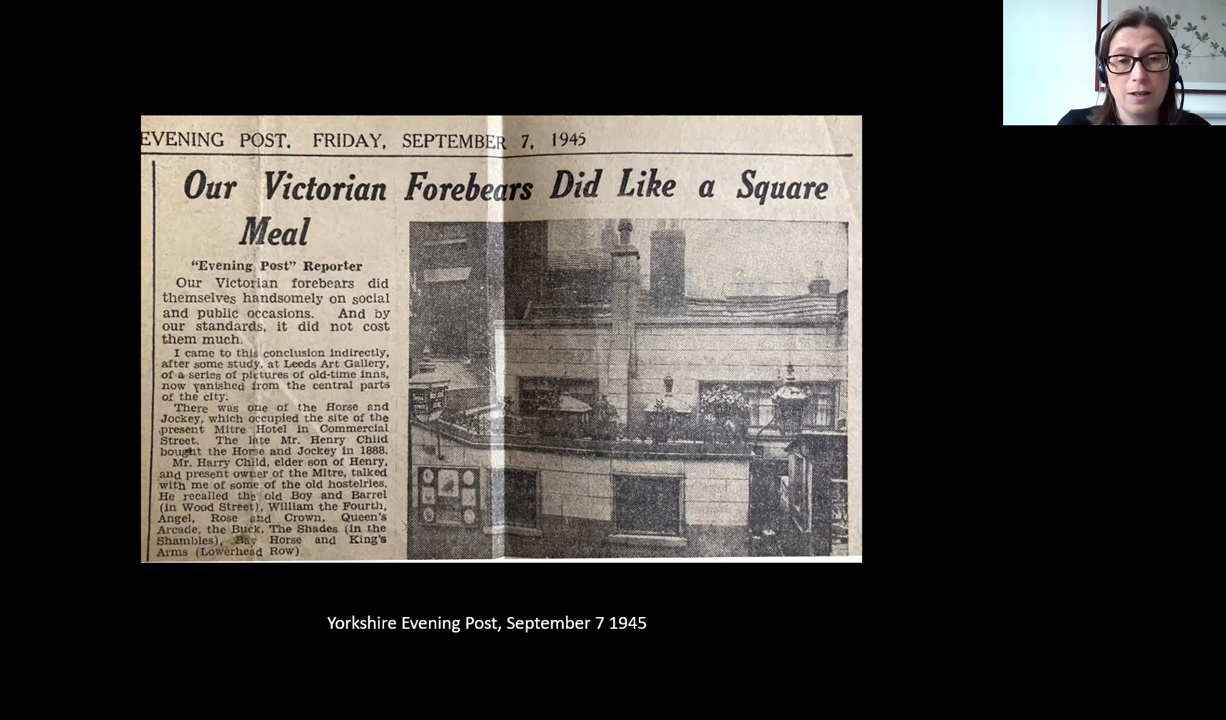 EVENING POST, FRIDAY, SEPTEMBER 7, 1945
Our Victorian Forebears Did Like a Square
Meal
"Evening Post" Reporter
Our Victorian forebears did
themselves handsomely on social
and public occasions. And by
our standards, it did not cost
them much.
I came to this conclusion indirectly,
after some study, at Leeds Art Gallery,
of a series of pictures of old-time inns,
now vanished from the central parts
of the city.
There was one of the Horse and
Jockey, which occupied the site of the
present Mitre Hotel in Commercial
Street. The late Mr. Henry Child
bought the Horse and Jockey in 1888.
Mr. Harry Child, elder son of Henry,
and present owner of the Mitre, talked
with me of some of the old hostelries.
He recalled the old Boy and Barrel
(in Wood Street), William the Fourth,
Angel, Rose and Crown, Queen's
Arcade, the Buck, The Shades (in the
Shambles), Bay Horse and King's
Arms (Lowerhead Row).
Yorkshire Evening Post, September 7 1945